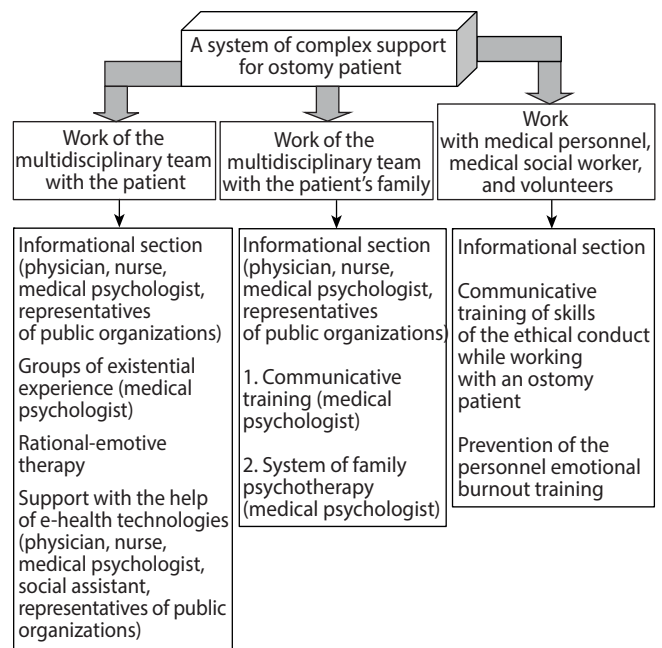 A system of complex support
for ostomy patient
Work of the
multidisciplinary team
with the patient
Work of the
multidisciplinary team
with the patient's family
Work
with medical personnel,
medical social worker,
and volunteers
Informational section
(physician, nurse,
medical psychologist,
representatives
of public organizations)
Groups of existential
experience (medical
psychologist)
Rational-emotive
therapy
Support with the help
of e-health technologies
(physician, nurse,
medical psychologist,
social assistant,
representatives of public
organizations)
Informational section
(physician, nurse,
medical psychologist,
representatives
of public organizations)
1. Communicative
training (medical
psychologist)
2. System of family
psychotherapy
(medical psychologist)
Informational section
Communicative
training of skills
of the ethical conduct
while working
with an ostomy
patient
Prevention of the
personnel emotional
burnout training